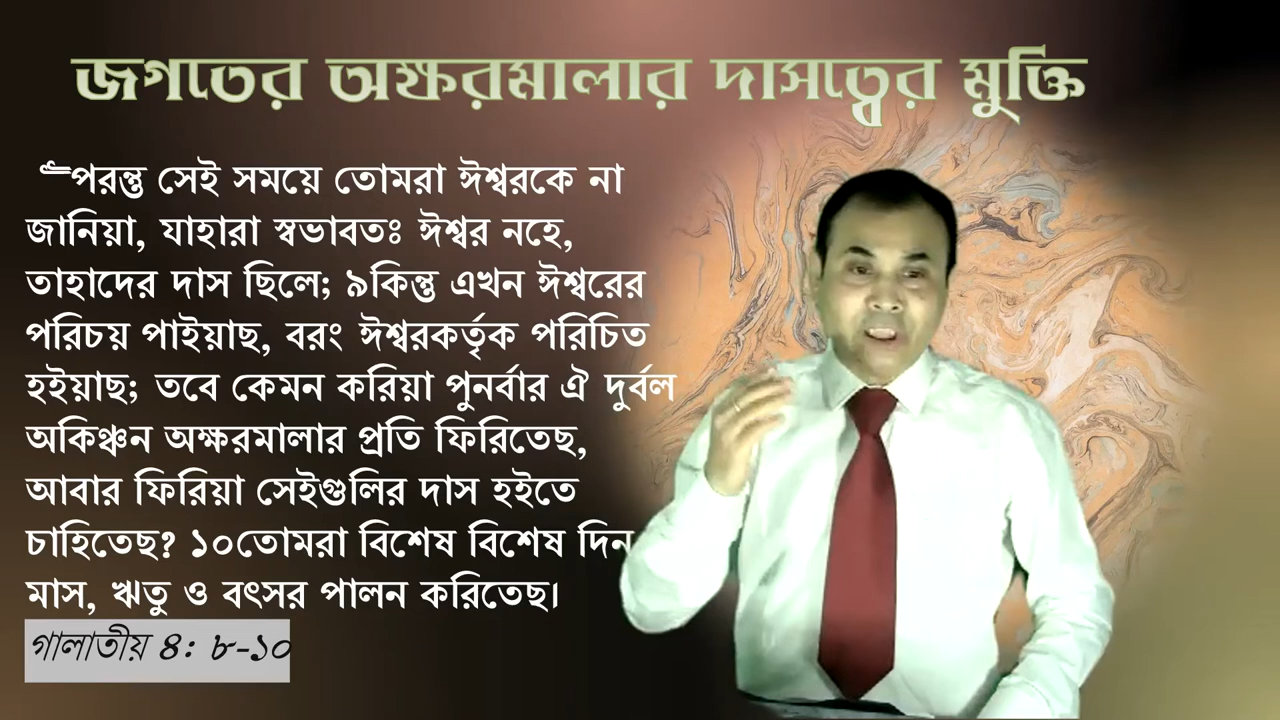 জগতের অক্ষরমালার দাসত্বের মুক্তি
পরন্তু সেই সময়ে তোমরা ঈশ্বরকে না
জানিয়া, যাহারা স্বভাবতঃ ঈশ্বর নহে,
তাহাদের দাস ছিলে; ৯কিন্তু এখন ঈশ্বরের
পরিচয় পাইয়াছ, বরং ঈশ্বরকর্তৃক পরিচিত
হইয়াছ; তবে কেমন করিয়া পুনর্বার ঐ দুর্বল
অকিঞ্চন অক্ষরমালার প্রতি ফিরিতেছ,
আবার ফিরিয়া সেইগুলির দাস হইতে
চাহিতেছ? ১০তোমরা বিশেষ বিশেষ দিন,
মাস, ঋতু ও বৎসর পালন করিতেছ।
গালাতীয় ৪: ৮-১০